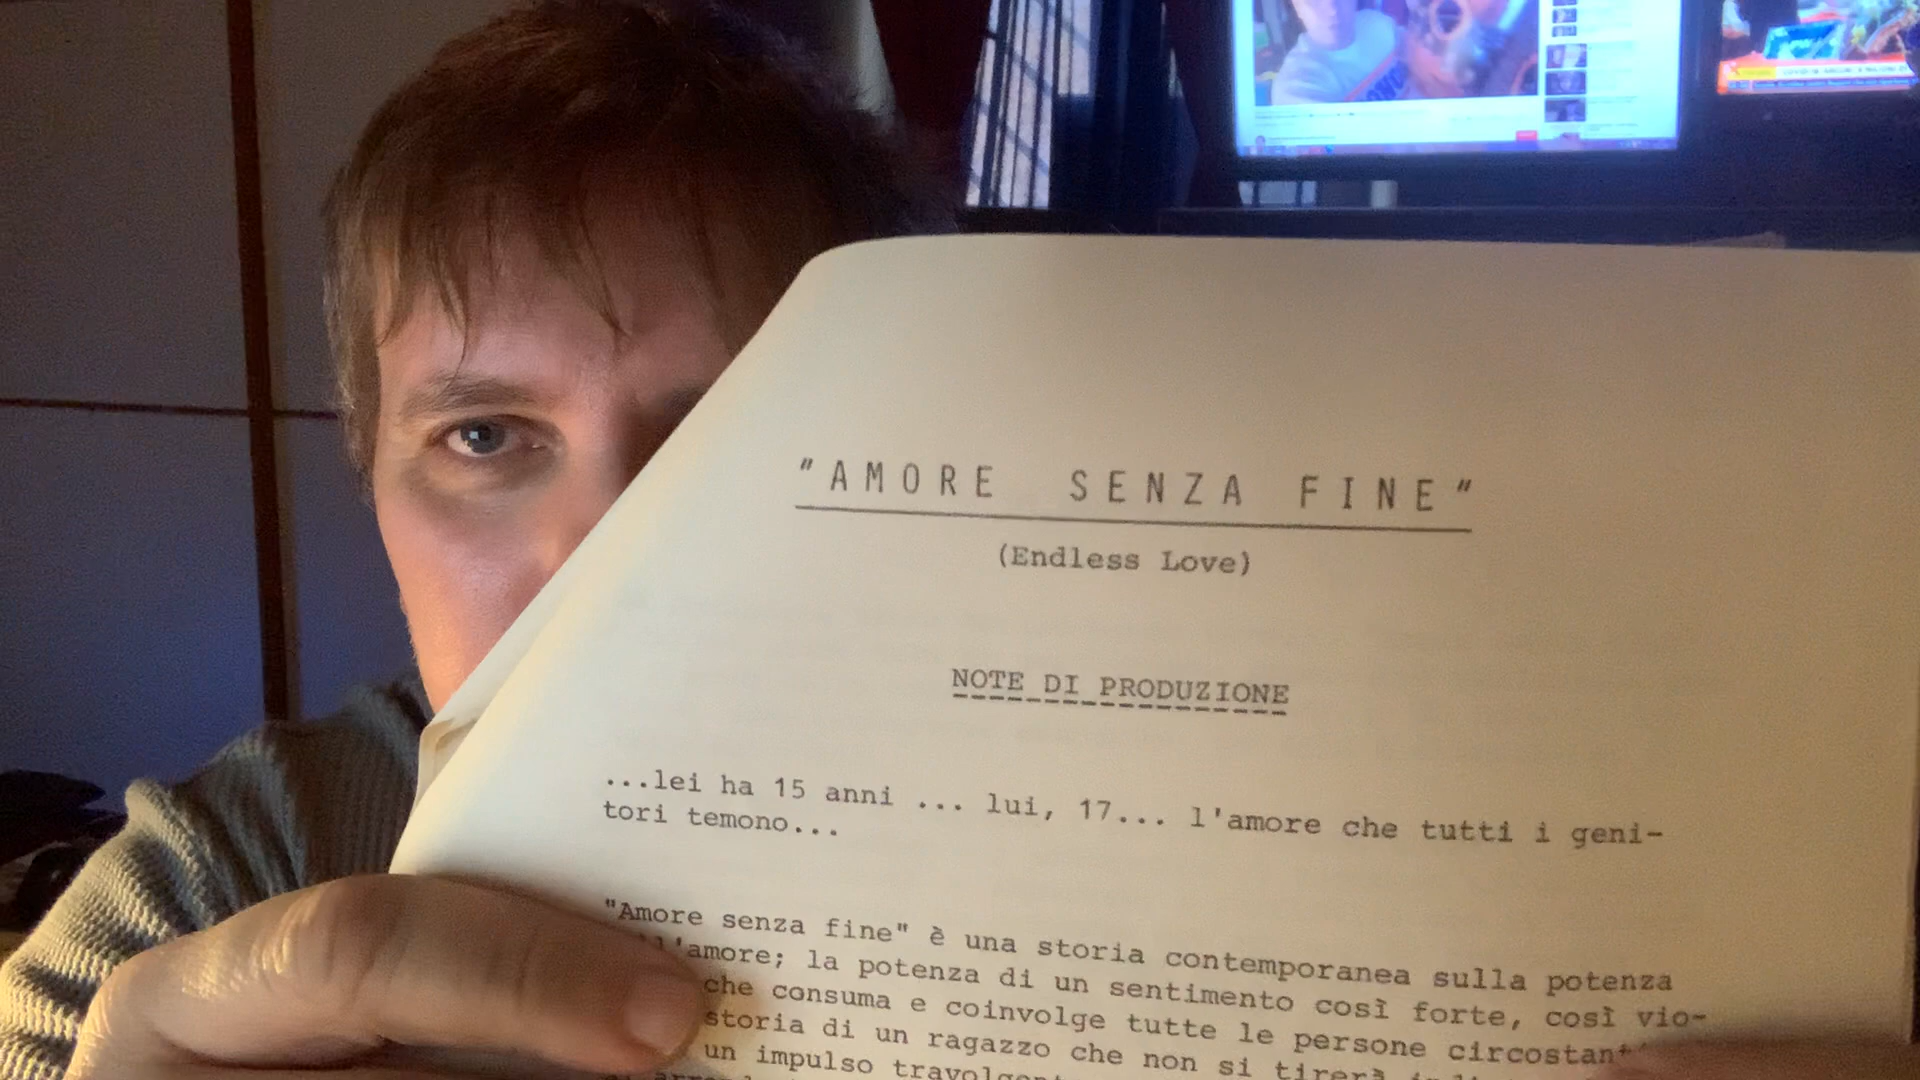 "AMORE SENZA FINE"
(Endless Love)
NOTE DI PRODUZIONE
...lei ha 15 anni ... lui, 17... l'amore che tutti i geni-
tori temono...
"Amore senza fine" è una storia contemporanea sulla potenza
l'amore; la potenza di un sentimento così forte, così vio-
che consuma e coinvolge tutte le persone circostan
storia di un ragazzo che non si tirerà
un impulso